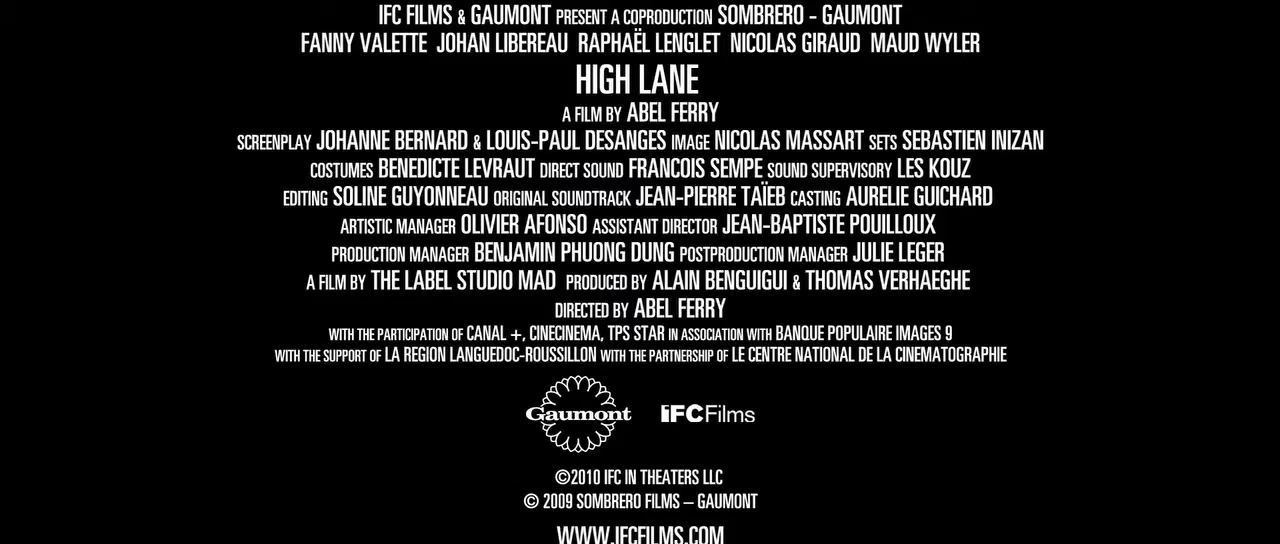 IFC FILMS & GAUMONT PRESENT A COPRODUCTION SOMBRERO - GAUMONT
FANNY VALETTE JOHAN LIBEREAU RAPHAËL LENGLET NICOLAS GIRAUD MAUD WYLER
HIGH LANE
A FILM BY ABEL FERRY
SCREENPLAY JOHANNE BERNARD & LOUIS-PAUL DESANGES IMAGE NICOLAS MASSART SETS SEBASTIEN INIZAN
COSTUMES BENEDICTE LEVRAUT DIRECT SOUND FRANCOIS SEMPE SOUND SUPERVISORY LES KOUZ
EDITING SOLINE GUYONNEAU ORIGINAL SOUNDTRACK JEAN-PIERRE TAÏEB CASTING AURELIE GUICHARD
ARTISTIC MANAGER OLIVIER AFONSO ASSISTANT DIRECTOR JEAN-BAPTISTE POUILLOUX
PRODUCTION MANAGER BENJAMIN PHUONG DUNG POSTPRODUCTION MANAGER JULIE LEGER
A FILM BY THE LABEL STUDIO MAD PRODUCED BY ALAIN BENGUIGUI & THOMAS VERHAEGHE
DIRECTED BY ABEL FERRY
WITH THE PARTICIPATION OF CANAL +, CINECINEMA, TPS STAR IN ASSOCIATION WITH BANQUE POPULAIRE IMAGES 9
WITH THE SUPPORT OF LA REGION LANGUEDOC-ROUSSILLON WITH THE PARTNERSHIP OF LE CENTRE NATIONAL DE LA CINEMATOGRAPHIE
Gaumont IFC Films
©2010 IFC IN THEATERS LLC
© 2009 SOMBRERO FILMS – GAUMONT
WWW.IFCFILMS.COM